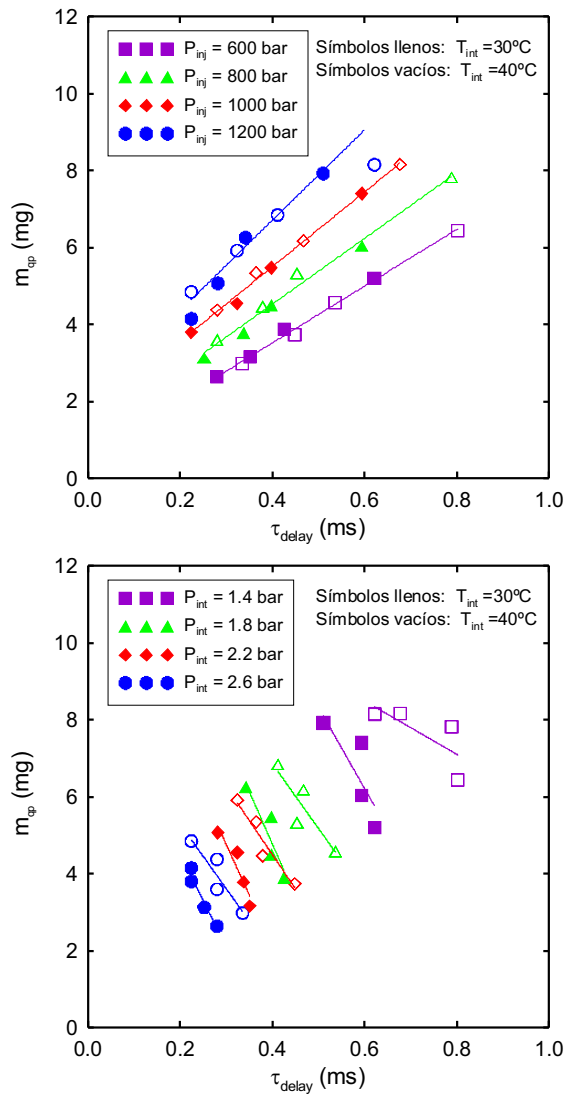 P_inj = 600 bar
P_inj = 800 bar
P_inj = 1000 bar
P_inj = 1200 bar
Símbolos llenos: T_int =30ºC
Símbolos vacíos: T_int =40ºC
12
10
8
6
4
2
0
m_qp (mg)
0.0 0.2 0.4 0.6 0.8 1.0
τ_delay (ms)
P_int = 1.4 bar
P_int = 1.8 bar
P_int = 2.2 bar
P_int = 2.6 bar
Símbolos llenos: T_int =30ºC
Símbolos vacíos: T_int =40ºC
12
10
8
6
4
2
0
m_qp (mg)
0.0 0.2 0.4 0.6 0.8 1.0
τ_delay (ms)